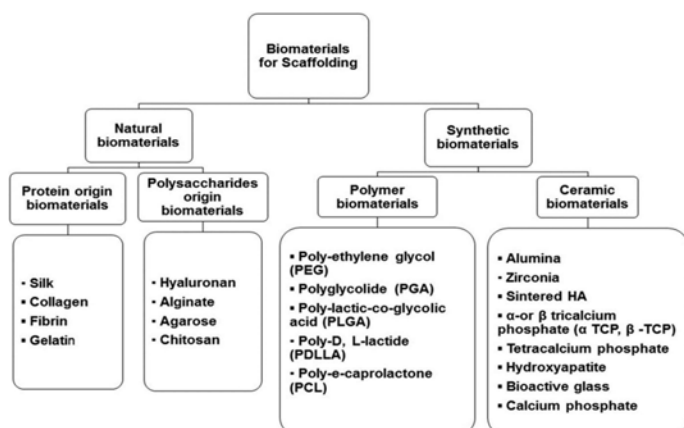 Biomaterials
for Scaffolding
Natural
biomaterials
Synthetic
biomaterials
Protein origin
biomaterials
Polysaccharides
origin
biomaterials
Polymer
biomaterials
Ceramic
biomaterials
▪ Silk
▪ Collagen
▪ Fibrin
▪ Gelatin
▪ Hyaluronan
▪ Alginate
▪ Agarose
▪ Chitosan
▪ Poly-ethylene glycol
(PEG)
▪ Polyglycolide (PGA)
▪ Poly-lactic-co-glycolic
acid (PLGA)
▪ Poly-D, L-lactide
(PDLLA)
▪ Poly-e-caprolactone
(PCL)
▪ Alumina
▪ Zirconia
▪ Sintered HA
▪ α-or β tricalcium
phosphate (α TCP, β -TCP)
▪ Tetracalcium phosphate
▪ Hydroxyapatite
▪ Bioactive glass
▪ Calcium phosphate